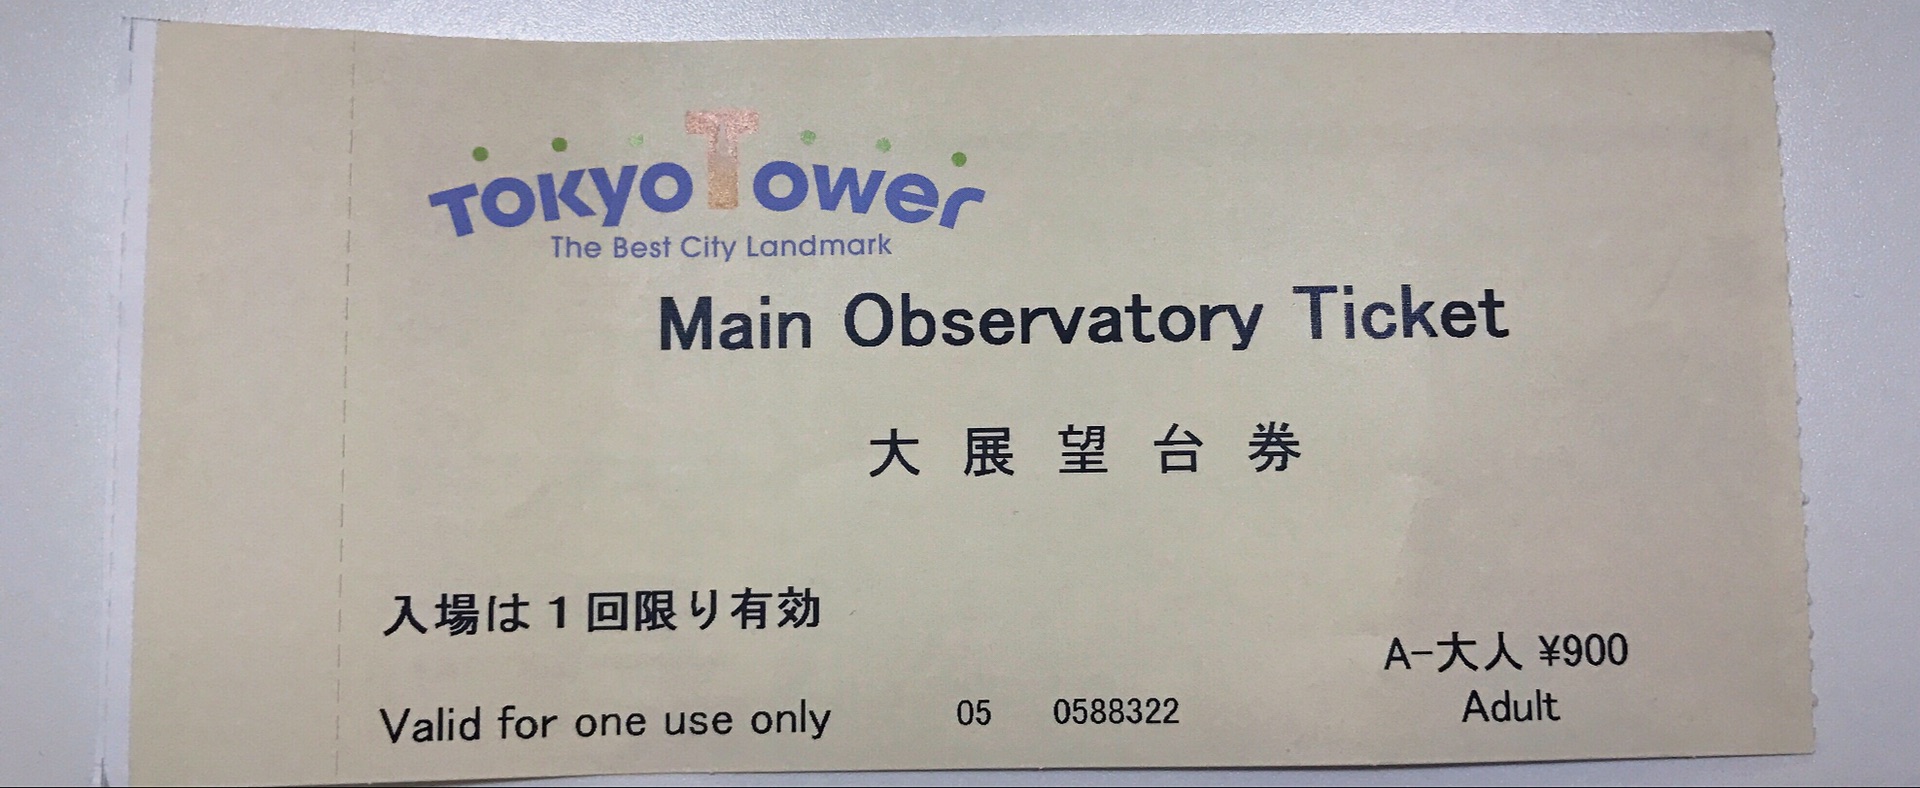 TOKYO TOWER
The Best City Landmark
Main Observatory Ticket
大展望台券
入場は1回限り有効
A-大人 ¥900
Valid for one use only 05 0588322 Adult